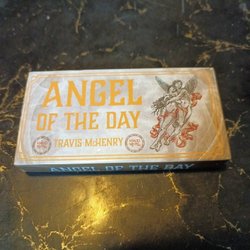 ANGEL
OF THE DAY
TRAVIS McHENRY
ANGEL OF THE DAY